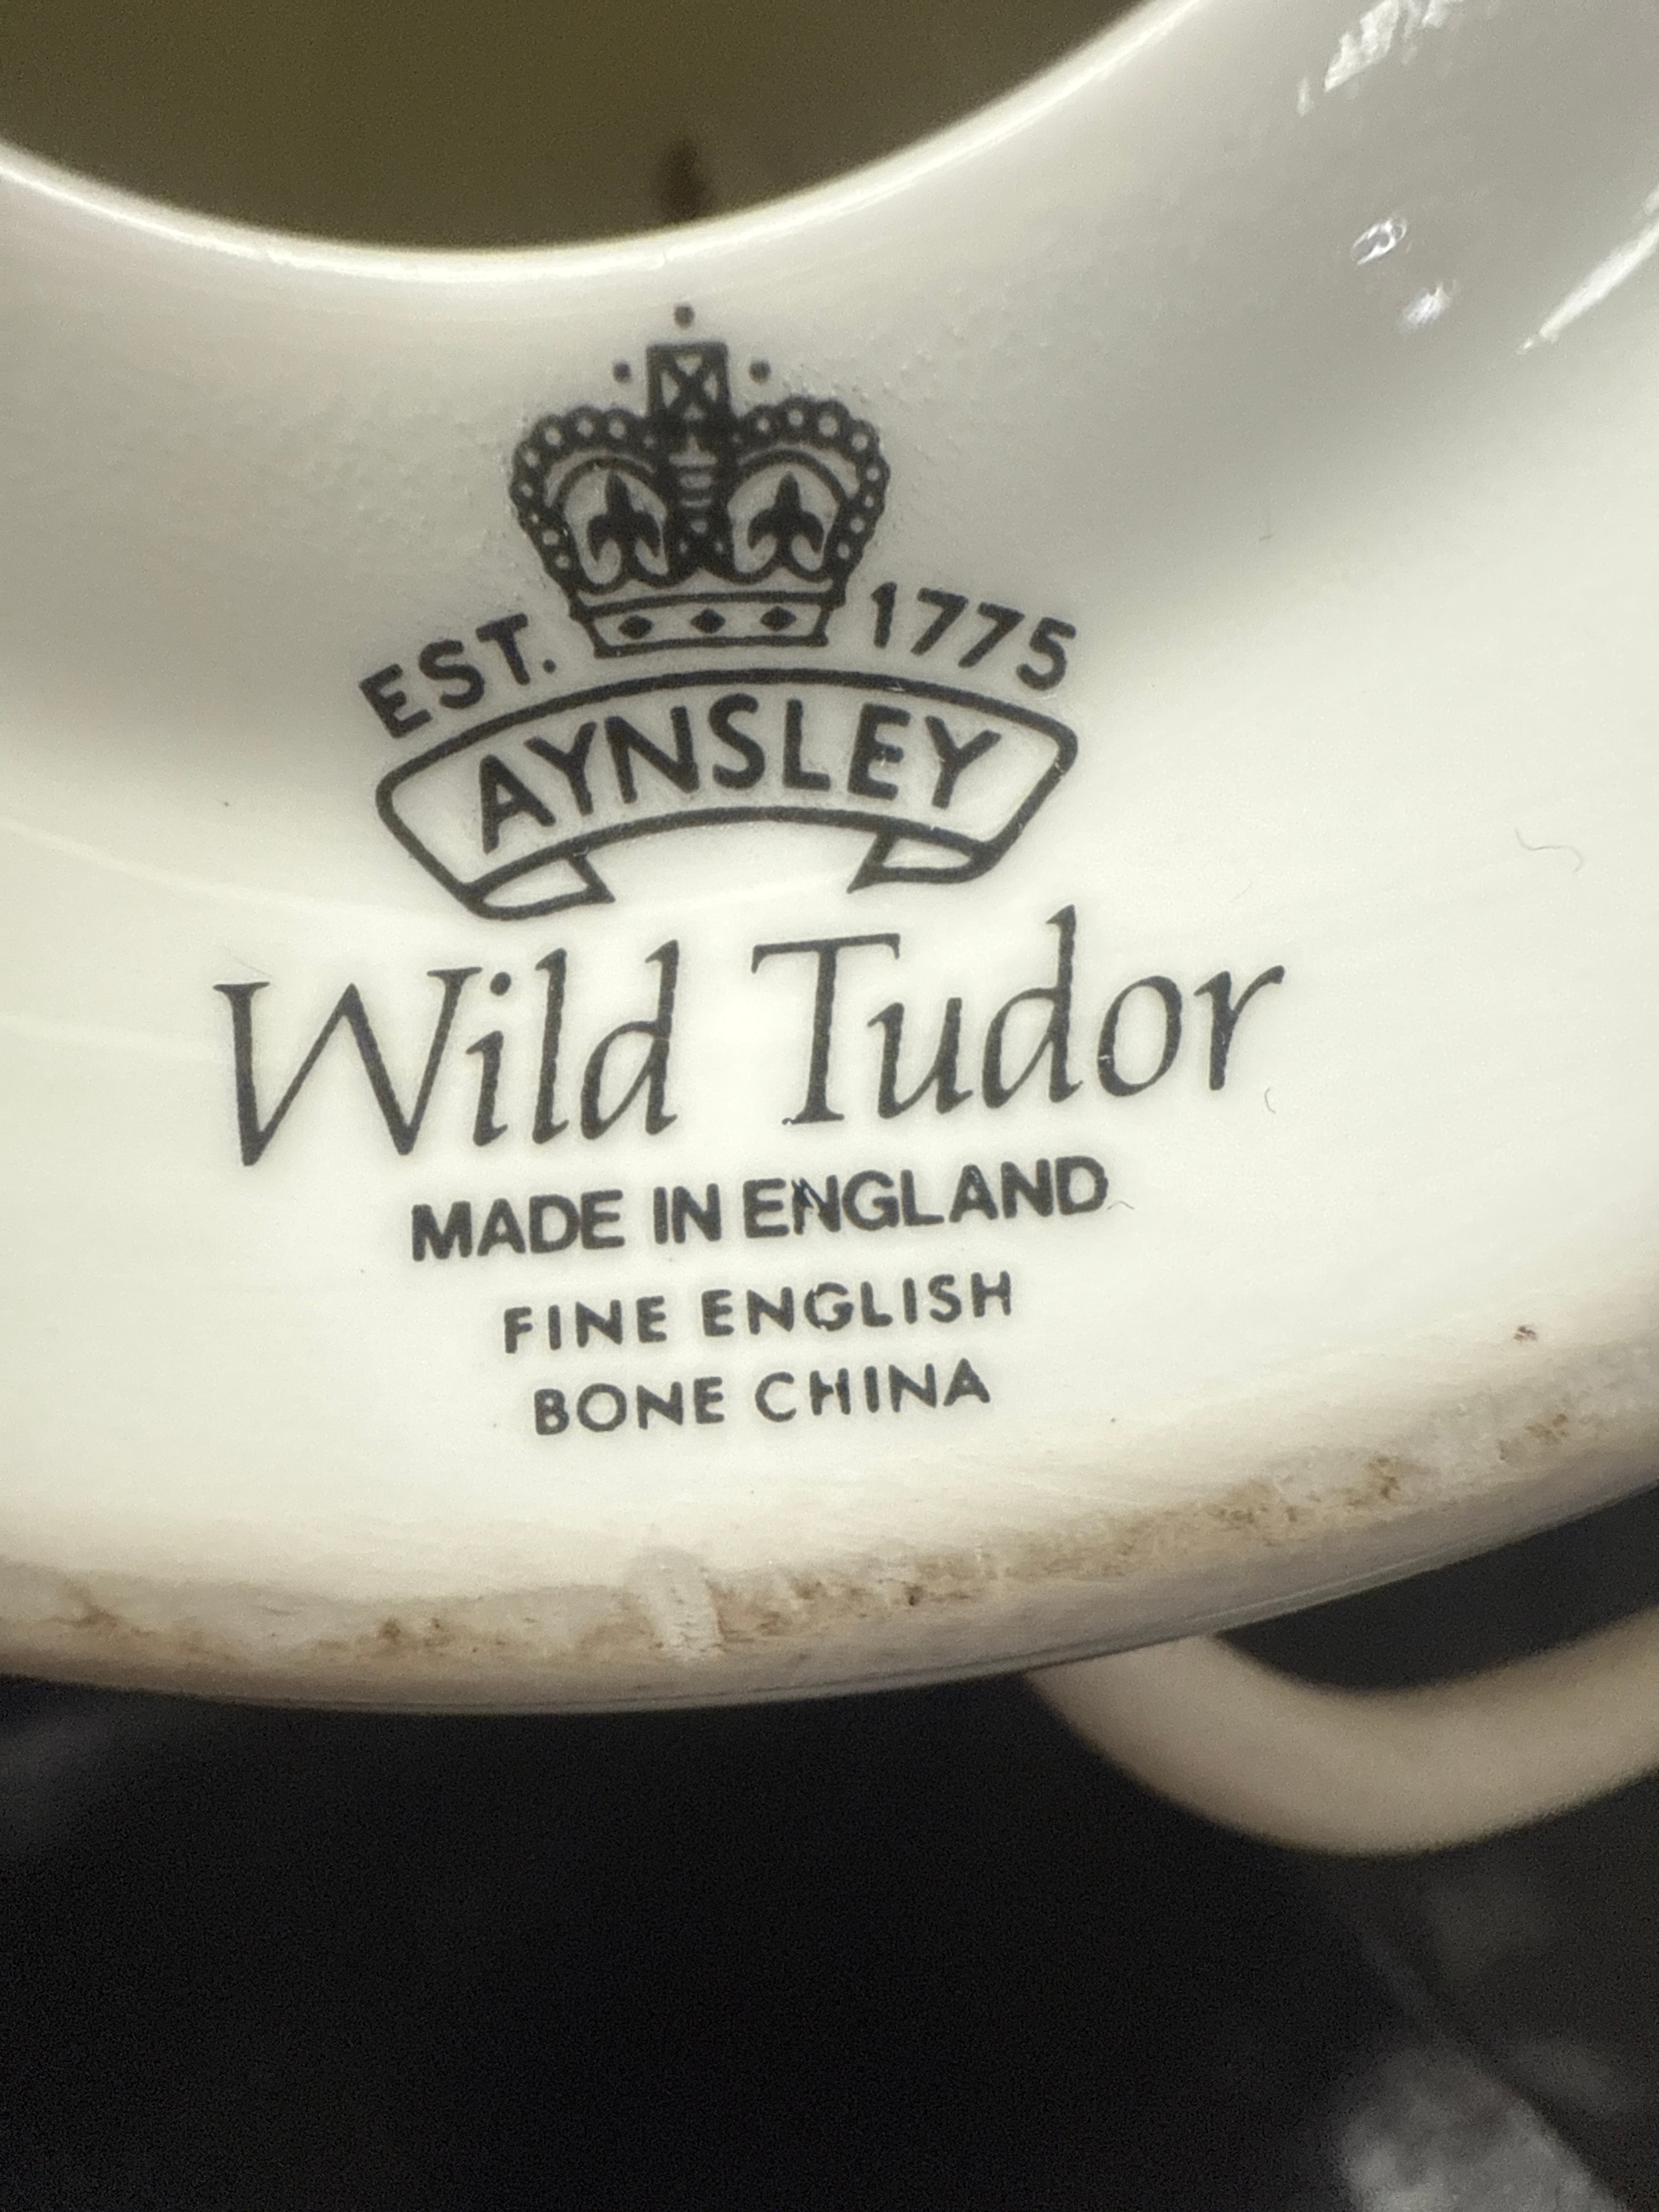 EST. 1775
AYNSLEY
Wild Tudor
MADE IN ENGLAND
FINE ENGLISH
BONE CHINA